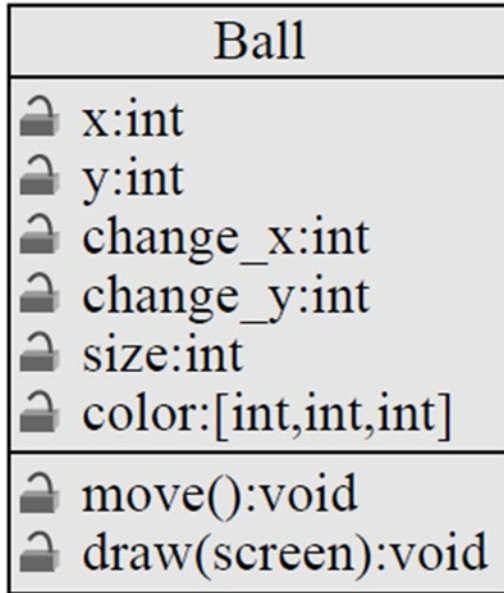 Ball
x:int
y:int
change_x:int
change_y:int
size:int
color:[int,int,int]
move():void
draw(screen):void